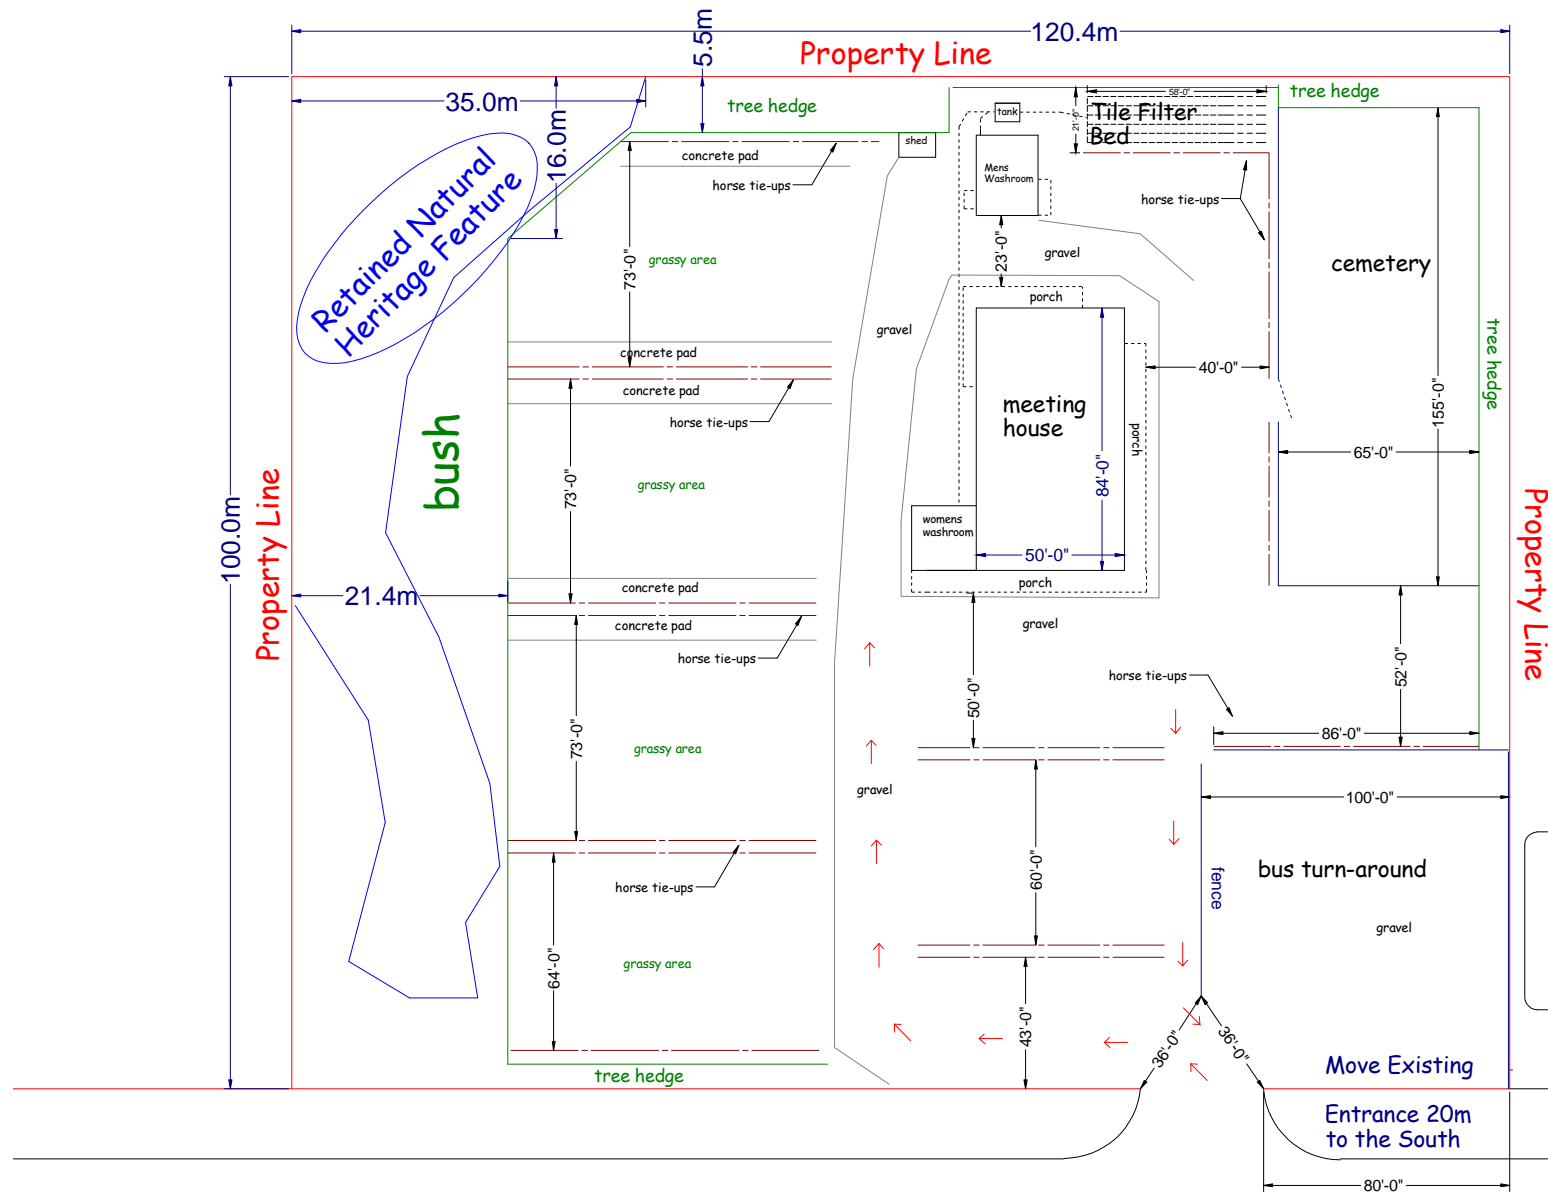 120.4m
5.5m
Property Line
35.0m
tree hedge
58'-0"
tree hedge
16.0m
tank
21'-0"
Tile Filter
Bed
shed
concrete pad
horse tie-ups
Mens
Washroom
horse tie-ups
Retained Natural
Heritage Feature
73'-0"
grassy area
23'-0"
gravel
cemetery
porch
gravel
concrete pad
40'-0"
tree hedge
concrete pad
horse tie-ups
meeting
house
155'-0"
bush
porch
65'-0"
73'-0"
grassy area
84'-0"
100.0m
Property Line
Property Line
womens
washroom
50'-0"
21.4m
concrete pad
porch
concrete pad
gravel
horse tie-ups
52'-0"
horse tie-ups
50'-0"
73'-0"
grassy area
86'-0"
gravel
100'-0"
60'-0"
fence
bus turn-around
horse tie-ups
gravel
64'-0"
grassy area
43'-0"
36'-0"
36'-0"
tree hedge
Move Existing
Entrance 20m
to the South
80'-0"